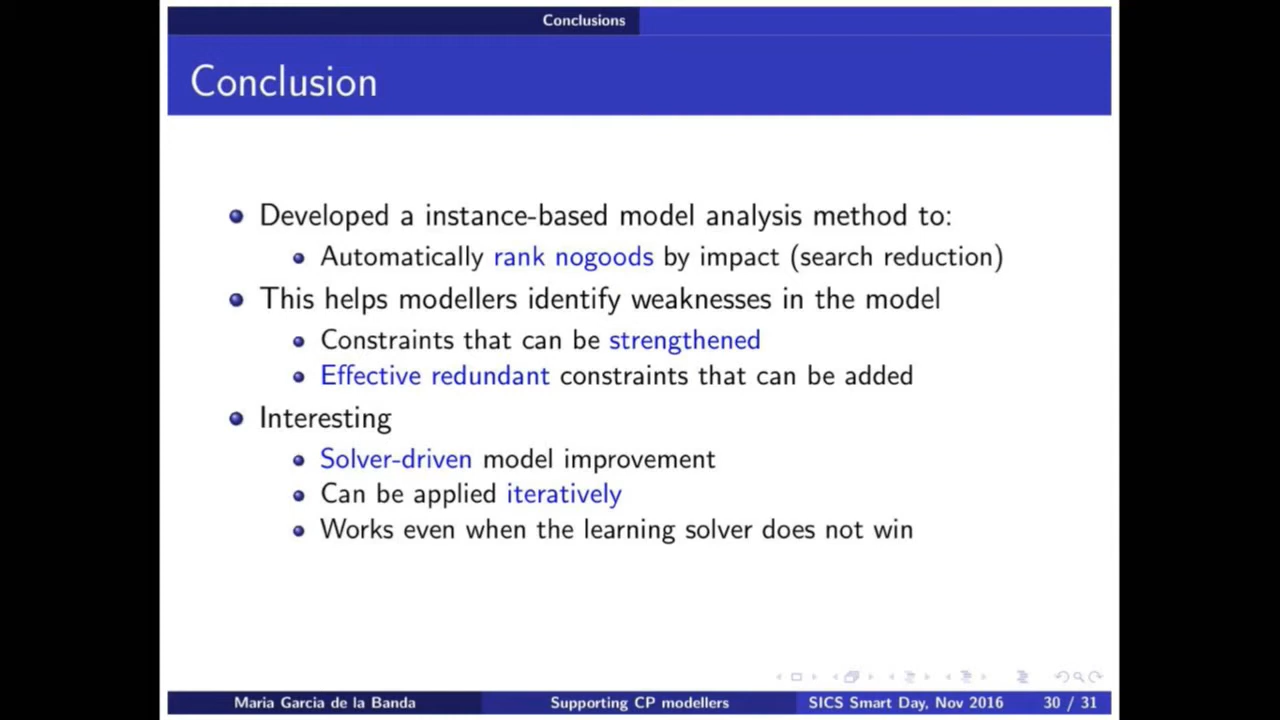 Conclusions
Conclusion
Developed a instance-based model analysis method to:
Automatically rank nogoods by impact (search reduction)
This helps modellers identify weaknesses in the model
Constraints that can be strengthened
Effective redundant constraints that can be added
Interesting
Solver-driven model improvement
Can be applied iteratively
Works even when the learning solver does not win
Maria Garcia de la Banda Supporting CP modellers SICS Smart Day, Nov 2016 30 / 31